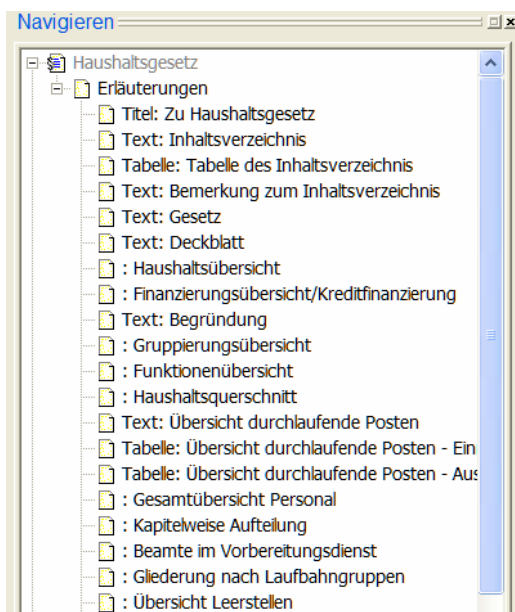 Navigieren
Haushaltsgesetz
Erläuterungen
Titel: Zu Haushaltsgesetz
Text: Inhaltsverzeichnis
Tabelle: Tabelle des Inhaltsverzeichnis
Text: Bemerkung zum Inhaltsverzeichnis
Text: Gesetz
Text: Deckblatt
: Haushaltsübersicht
: Finanzierungsübersicht/Kreditfinanzierung
Text: Begründung
: Gruppierungsübersicht
: Funktionenübersicht
: Haushaltsquerschnitt
Text: Übersicht durchlaufende Posten
Tabelle: Übersicht durchlaufende Posten - Ein
Tabelle: Übersicht durchlaufende Posten - Aus
: Gesamtübersicht Personal
: Kapitelweise Aufteilung
: Beamte im Vorbereitungsdienst
: Gliederung nach Laufbahngruppen
: Übersicht Leerstellen